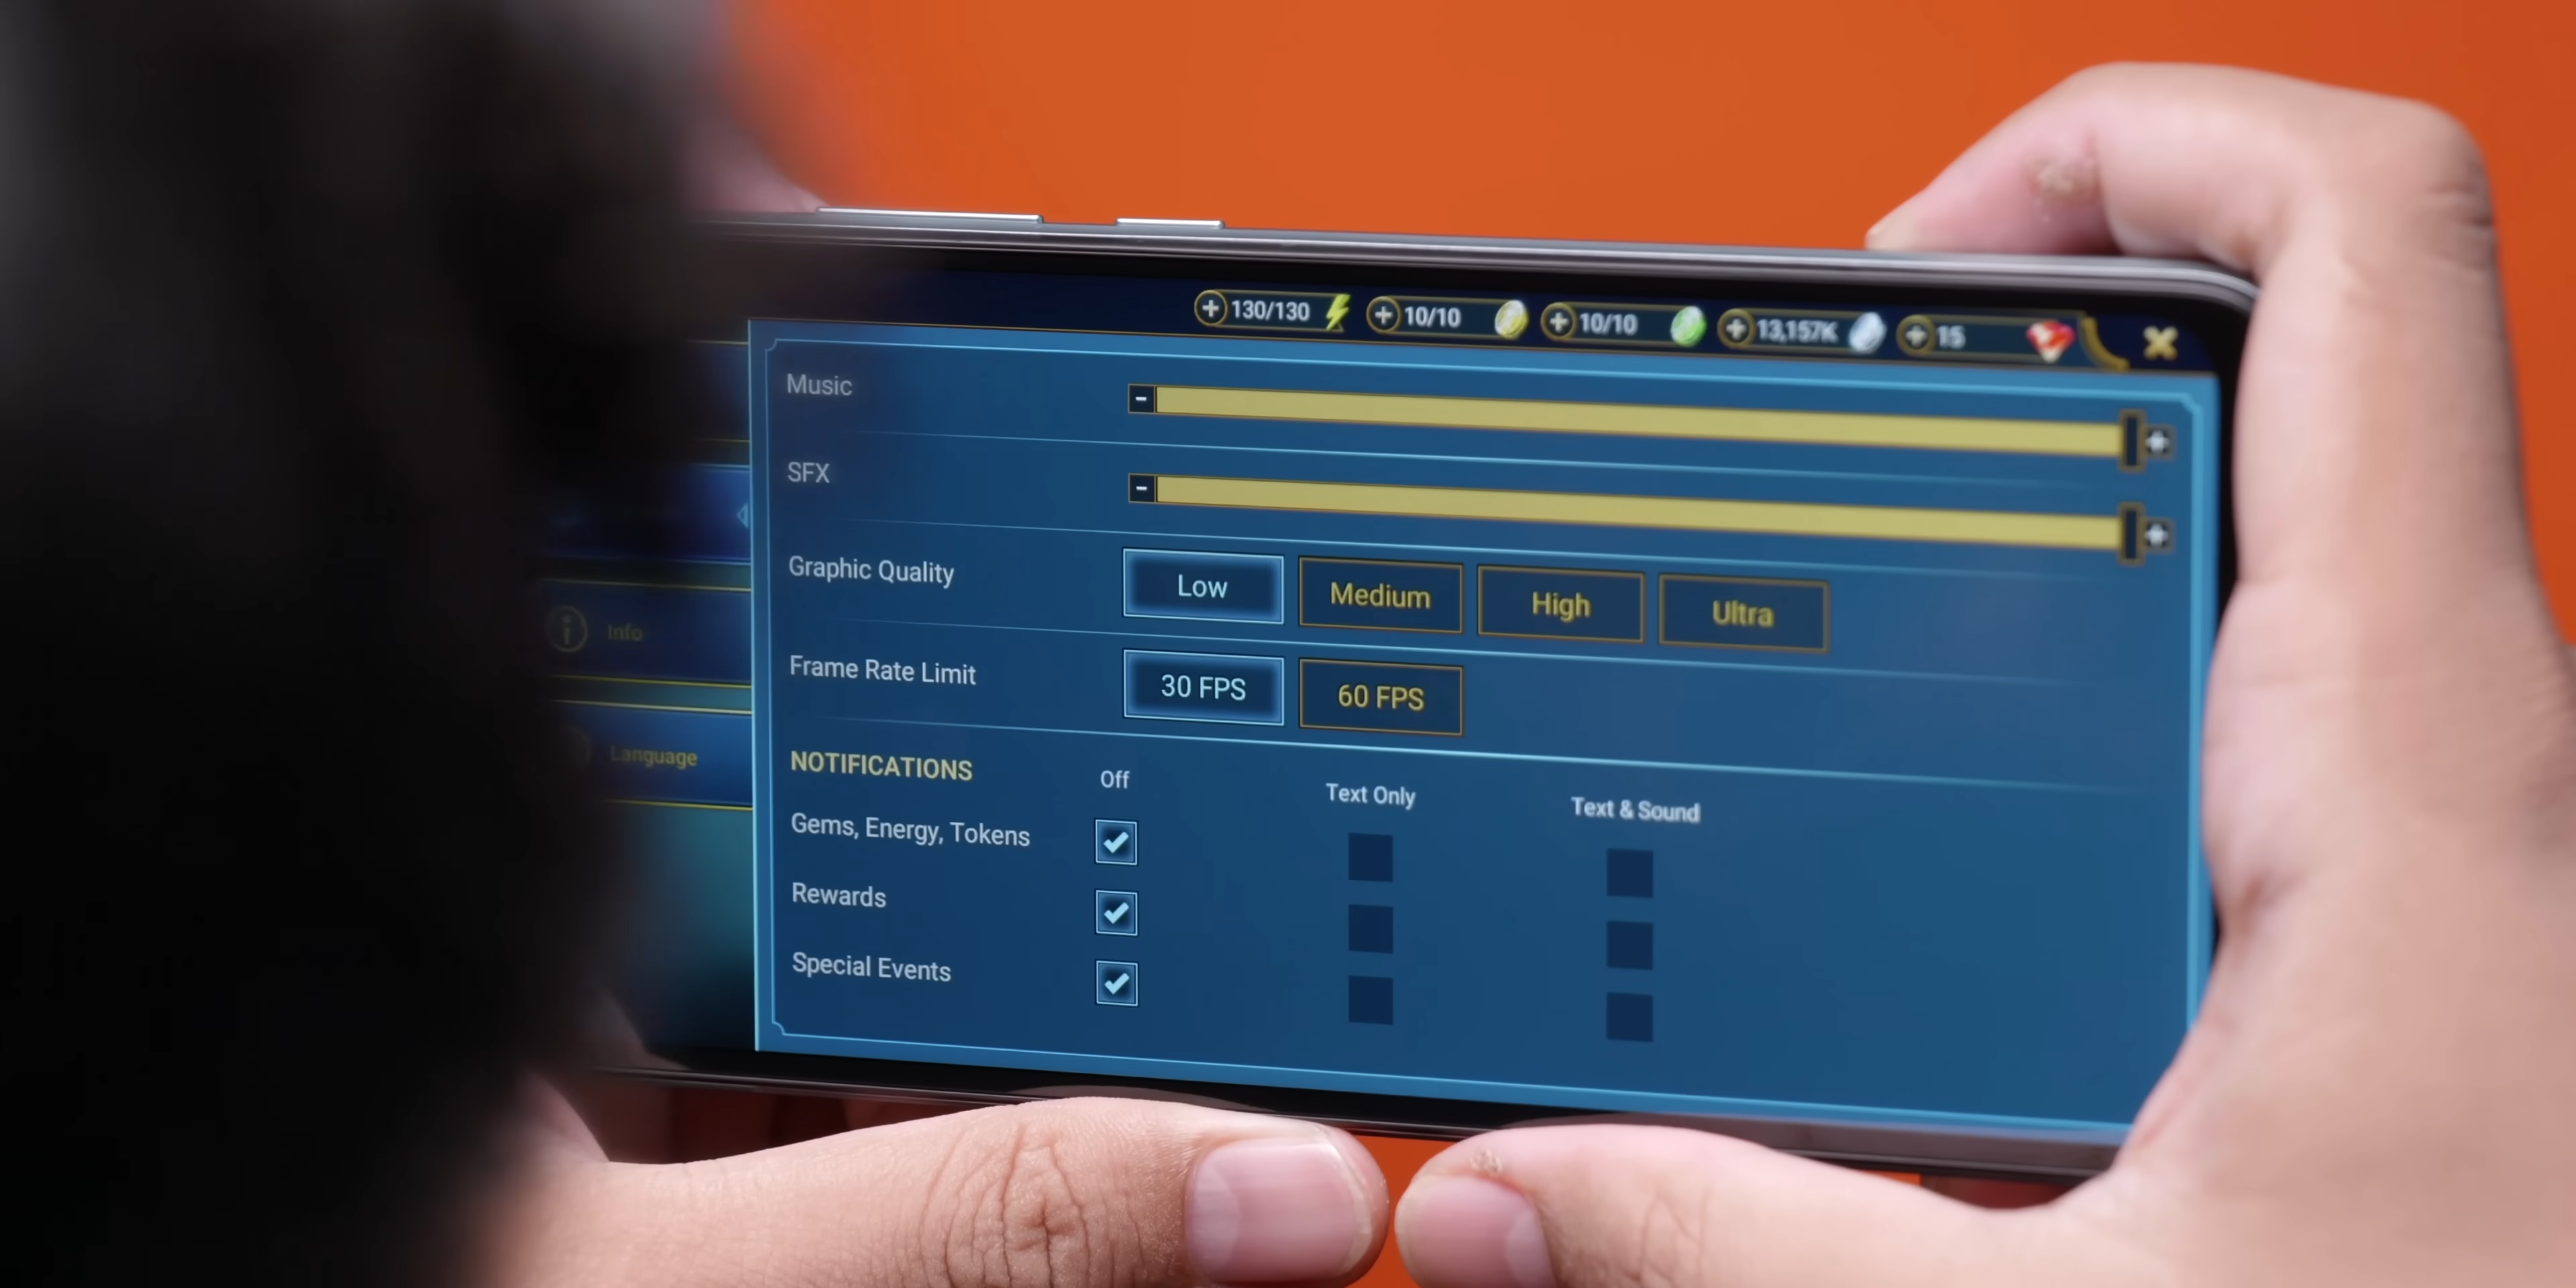 130/130 10/10 10/10 13,157K 15
Music
SFX
Graphic Quality Low Medium High Ultra
Frame Rate Limit 30 FPS 60 FPS
NOTIFICATIONS Off Text Only Text & Sound
Gems, Energy, Tokens
Rewards
Special Events
Info
Language